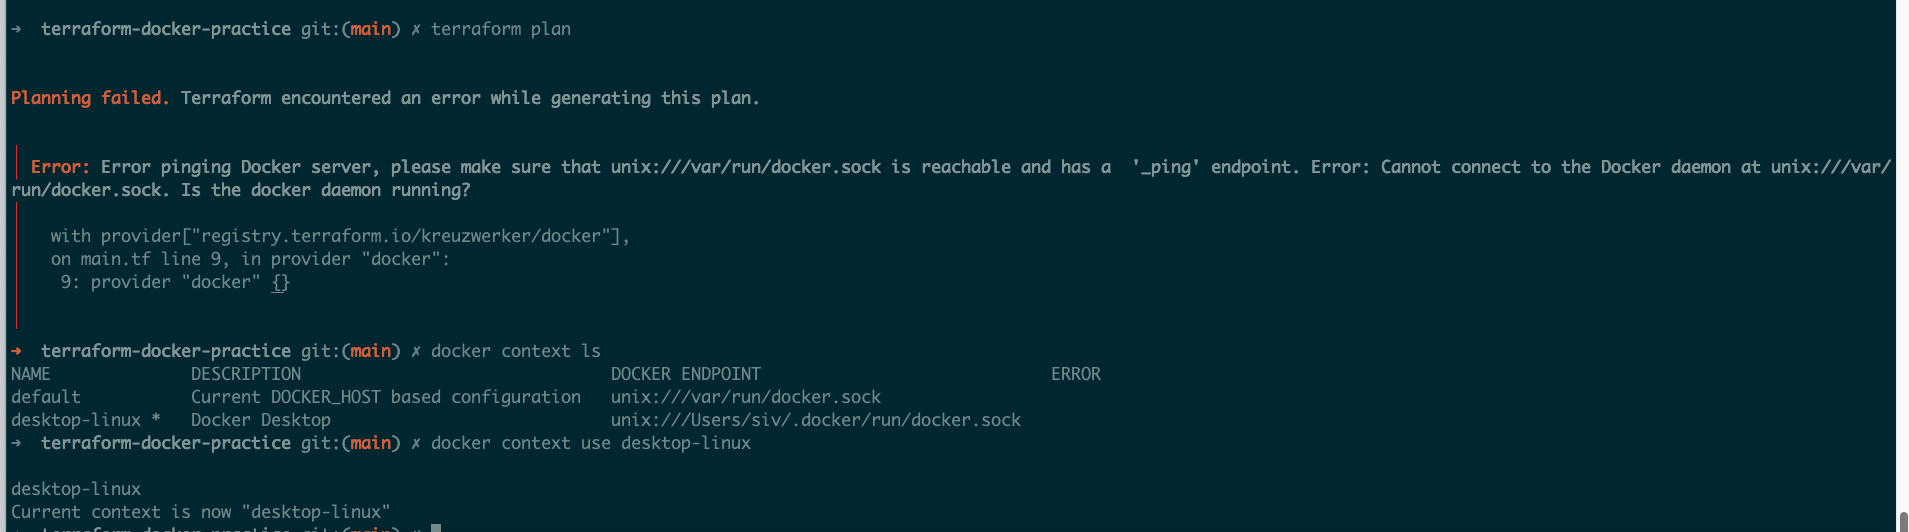 → terraform-docker-practice git:(main) ✗ terraform plan
Planning failed. Terraform encountered an error while generating this plan.
Error: Error pinging Docker server, please make sure that unix:///var/run/docker.sock is reachable and has a  '_ping' endpoint. Error: Cannot connect to the Docker daemon at unix:///var/
run/docker.sock. Is the docker daemon running?
with provider["registry.terraform.io/kreuzwerker/docker"],
on main.tf line 9, in provider "docker":
9: provider "docker" {}
→ terraform-docker-practice git:(main) ✗ docker context ls
NAME DESCRIPTION DOCKER ENDPOINT ERROR
default Current DOCKER_HOST based configuration unix:///var/run/docker.sock
desktop-linux * Docker Desktop unix:///Users/siv/.docker/run/docker.sock
→ terraform-docker-practice git:(main) ✗ docker context use desktop-linux
desktop-linux
Current context is now "desktop-linux"
→ terraform-docker-practice git:(main) ✗